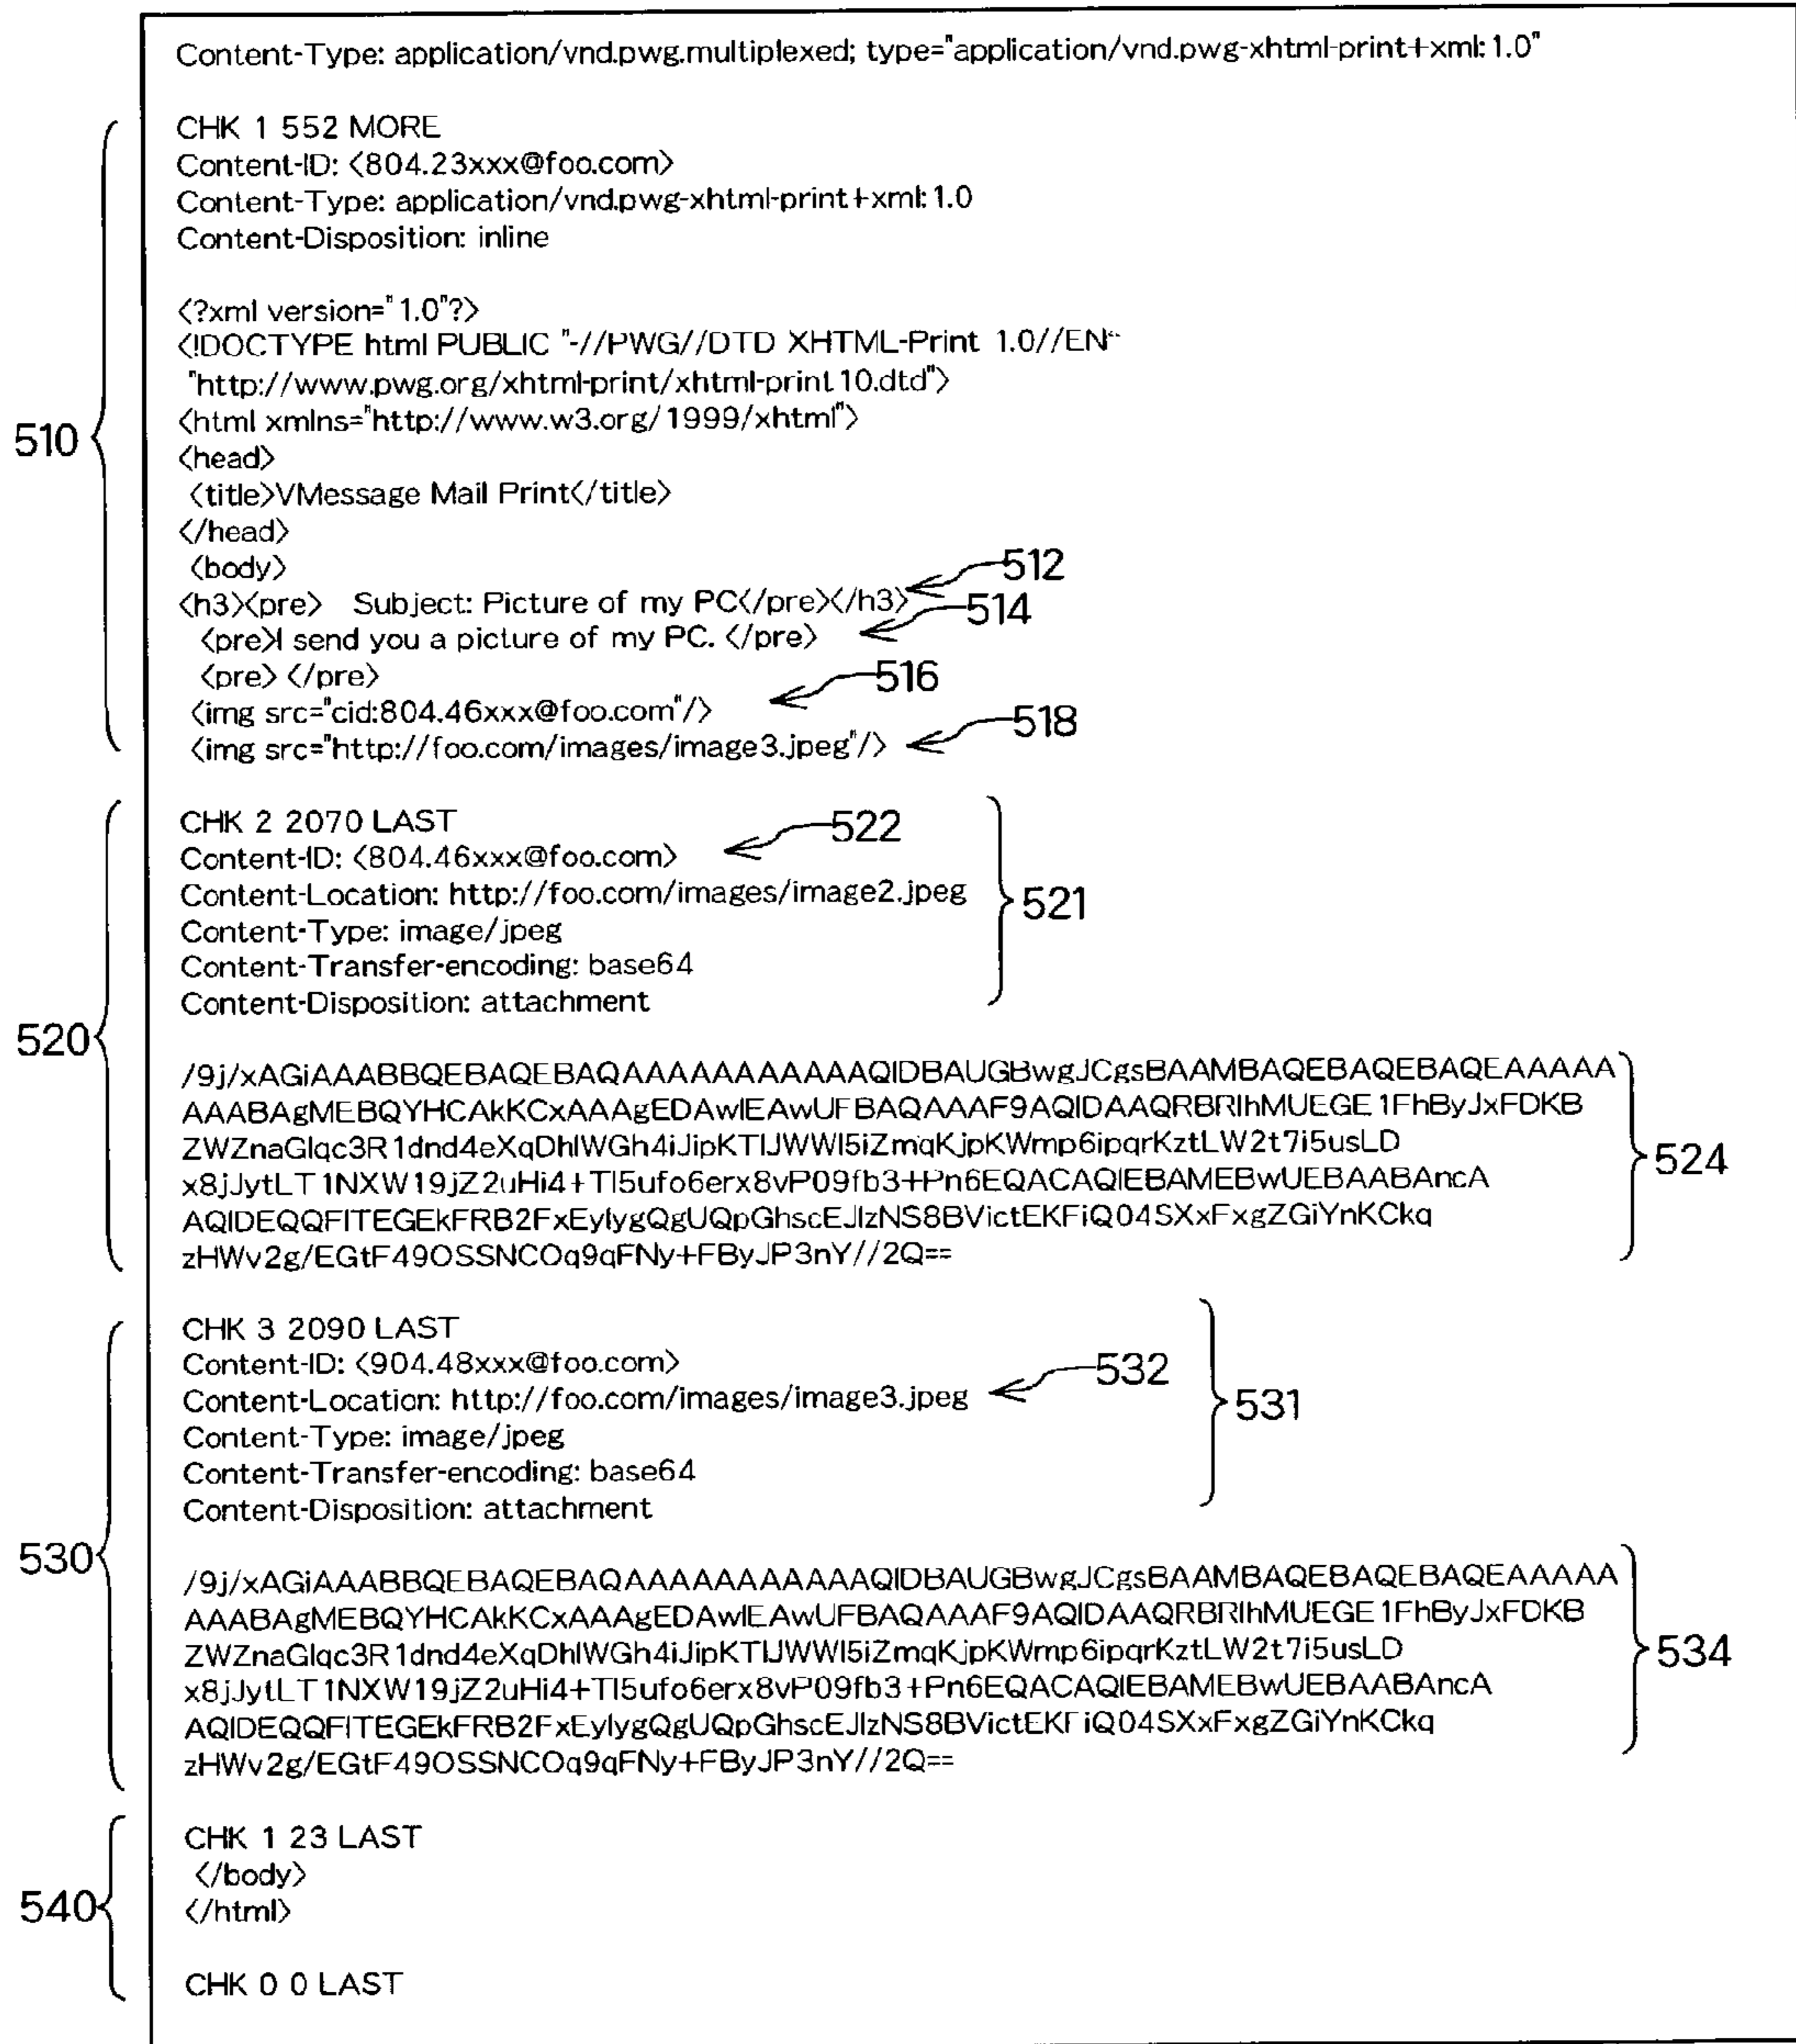 Content-Type: application/vnd.pwg.multiplexed; type="application/vnd.pwg-xhtml-print+xml:1.0"
CHK 1 552 MORE
Content-ID: <804.23xxx@foo.com>
Content-Type: application/vnd.pwg-xhtml-print+xml:1.0
Content-Disposition: inline
<?xml version="1.0"?>
<!DOCTYPE html PUBLIC "-//PWG//DTD XHTML-Print 1.0//EN"
"http://www.pwg.org/xhtml-print/xhtml-print10.dtd">
<html xmlns="http://www.w3.org/1999/xhtml">
510
<head>
<title>VMessage Mail Print</title>
</head>
<body>
512
<h3><pre> Subject: Picture of my PC</pre></h3>
514
<pre>I send you a picture of my PC. </pre>
<pre> </pre>
516
<img src="cid:804.46xxx@foo.com"/>
518
<img src="http://foo.com/images/image3.jpeg"/>
CHK 2 2070 LAST
522
Content-ID: <804.46xxx@foo.com>
Content-Location: http://foo.com/images/image2.jpeg
521
Content-Type: image/jpeg
Content-Transfer-encoding: base64
Content-Disposition: attachment
520
/9j/xAGiAAABBQEBAQEBAQAAAAAAAAAAAQIDBAUGBwgJCgsBAAMBAQEBAQEBAQEAAAAA
AAABAgMEBQYHCAkKCxAAAgEDAwIEAwUFBAQAAAF9AQIDAAQRBRIhMUEGE1FhByJxFDKB
ZWZnaGlqc3R1dnd4eXqDhIWGh4iJipKTlJWWl5iZmqKjpKWmp6ipqrKztLW2t7i5usLD
524
x8jJytLT1NXW19jZ2uHi4+Tl5ufo6erx8vP09fb3+Pn6EQACAQIEBAMEBwUEBAABAncA
AQIDEQQFITEGEkFRB2FxEyIygQgUQpGhscEJIzNS8BVictEKFiQ04SXxFxgZGiYnKCkq
zHWv2g/EGtF49OSSNCOq9qFNy+FByJP3nY//2Q==
CHK 3 2090 LAST
Content-ID: <904.48xxx@foo.com>
532
Content-Location: http://foo.com/images/image3.jpeg
531
Content-Type: image/jpeg
Content-Transfer-encoding: base64
Content-Disposition: attachment
530
/9j/xAGiAAABBQEBAQEBAQAAAAAAAAAAAQIDBAUGBwgJCgsBAAMBAQEBAQEBAQEAAAAA
AAABAgMEBQYHCAkKCxAAAgEDAwIEAwUFBAQAAAF9AQIDAAQRBRIhMUEGE1FhByJxFDKB
ZWZnaGlqc3R1dnd4eXqDhIWGh4iJipKTlJWWl5iZmqKjpKWmp6ipqrKztLW2t7i5usLD
534
x8jJytLT1NXW19jZ2uHi4+Tl5ufo6erx8vP09fb3+Pn6EQACAQIEBAMEBwUEBAABAncA
AQIDEQQFITEGEkFRB2FxEyIygQgUQpGhscEJIzNS8BVictEKFiQ04SXxFxgZGiYnKCkq
zHWv2g/EGtF49OSSNCOq9qFNy+FByJP3nY//2Q==
CHK 1 23 LAST
</body>
540
</html>
CHK 0 0 LAST